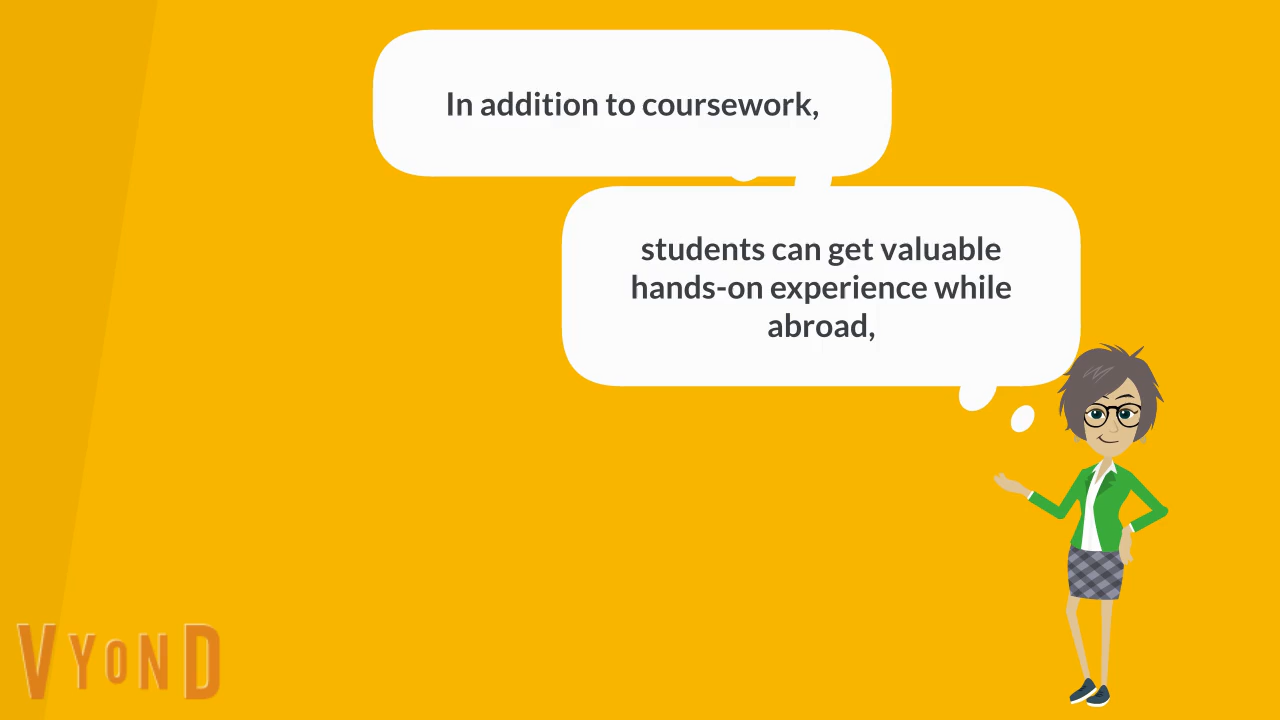 In addition to coursework,
students can get valuable
hands-on experience while
abroad,
VYOND